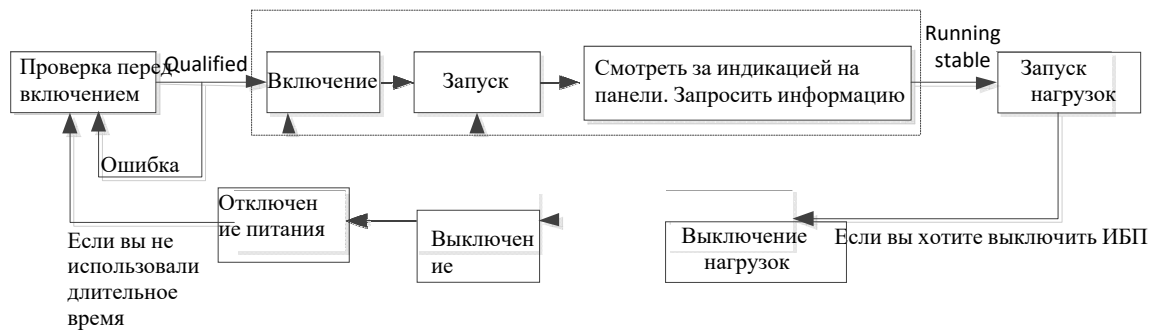 Проверка перед
включением
Qualified
Включение
Запуск
Смотреть за индикацией на
панели. Запросить информацию
Running
stable
Запуск
нагрузок
Ошибка
Отключен
ие питания
Выключен
ие
Выключение
нагрузок
Если вы хотите выключить ИБП
Если вы не
использовали
длительное
время